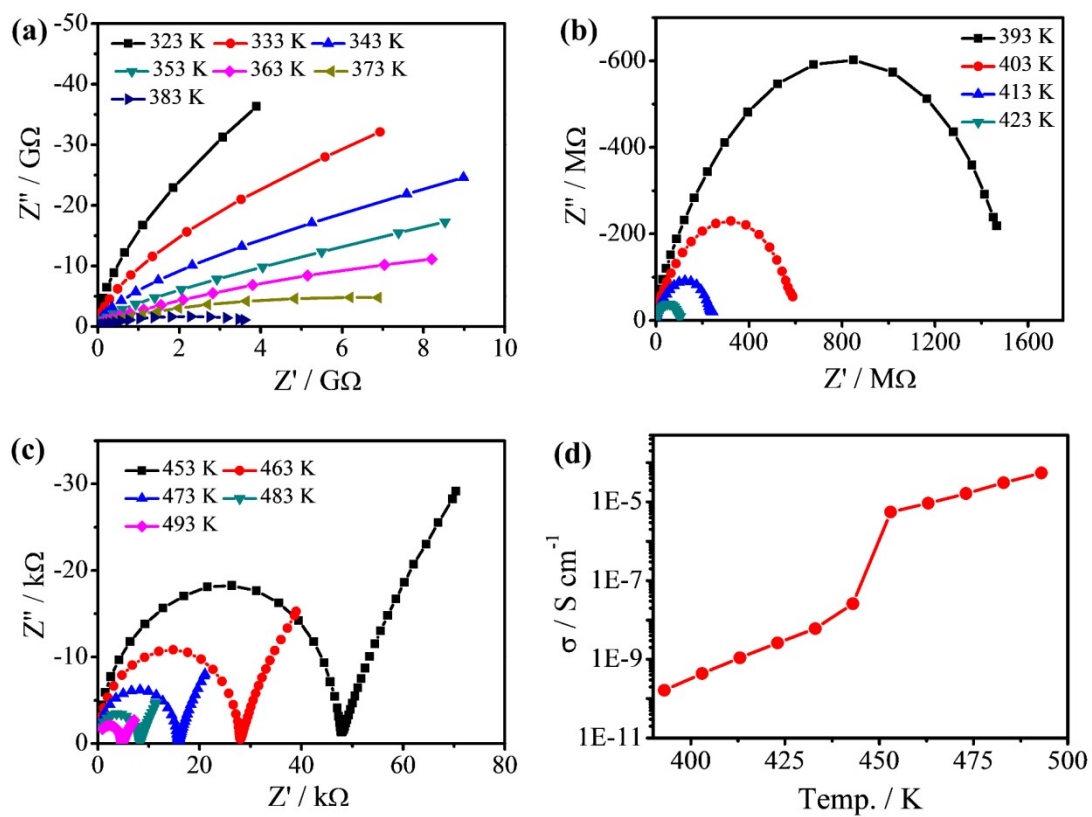 (a)
-50
-40
-30
-20
-10
0
Z'' / GΩ
323 K 333 K 343 K
353 K 363 K 373 K
383 K
0 2 4 6 8 10
Z' / GΩ
(b)
-600
-400
-200
0
Z'' / MΩ
393 K
403 K
413 K
423 K
0 400 800 1200 1600
Z' / MΩ
(c)
-30
-20
-10
0
Z'' / kΩ
453 K 463 K
473 K 483 K
493 K
0 20 40 60 80
Z' / kΩ
(d)
1E-5
1E-7
1E-9
1E-11
σ / S cm⁻¹
400 425 450 475 500
Temp. / K